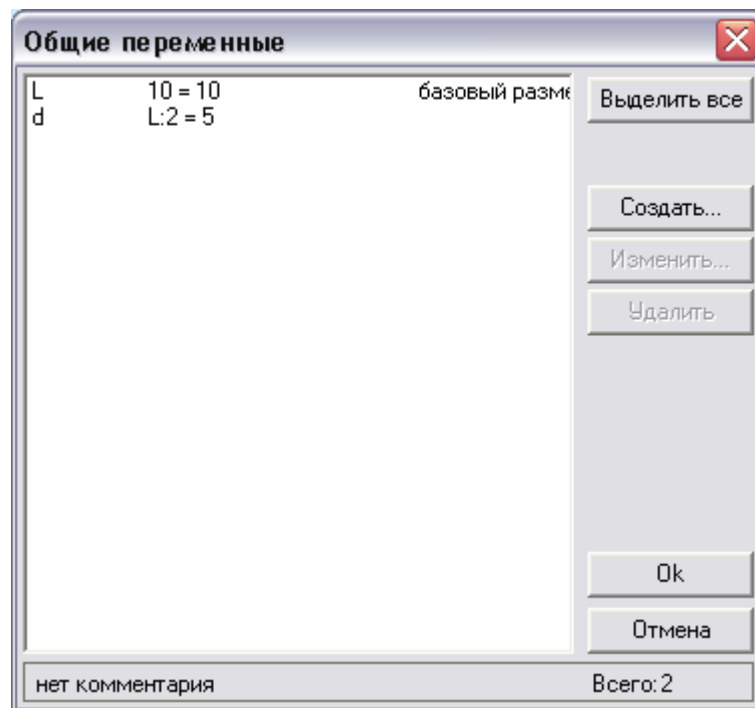 Общие переменные
L 10 = 10 базовый разме
d L:2 = 5
Выделить все
Создать...
Изменить...
Удалить
Ok
Отмена
нет комментария Всего:2